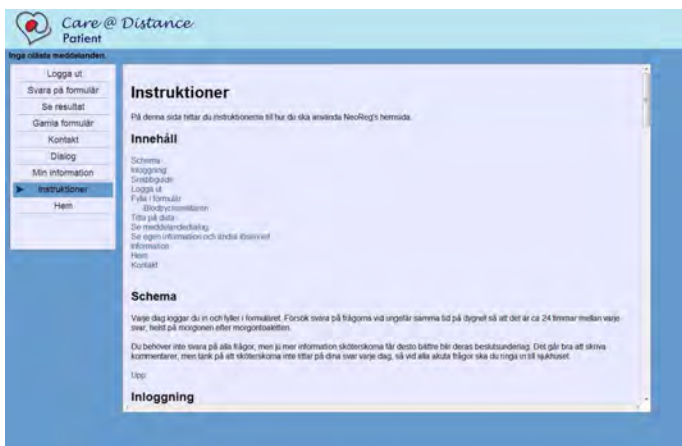 Care @ Distance
Patient
Inga olästa meddelanden.
Logga ut
Svara på formulär
Se resultat
Gamla formulär
Kontakt
Dialog
Min information
Instruktioner
Hem
Instruktioner
På denna sida hittar du instruktionerna till hur du ska använda NeoReg's hemsida.
Innehåll
Schema
Inloggning
Snabbguide
Logga ut
Fylla i formulär
Blodtrycksmätaren
Titta på data
Se meddelandedialog
Se egen information och ändra lösenord
Information
Hem
Kontakt
Schema
Varje dag loggar du in och fyller i formuläret. Försök svara på frågorna vid ungefär samma tid på dygnet så att det är ca 24 timmar mellan varje
svar, helst på morgonen efter morgontoaletten.
Du behöver inte svara på alla frågor, men ju mer information sköterskorna får desto bättre blir deras beslutsunderlag. Det går bra att skriva
kommentarer, men tänk på att sköterskorna inte tittar på dina svar varje dag, så vid alla akuta frågor ska du ringa in till sjukhuset.
Upp
Inloggning